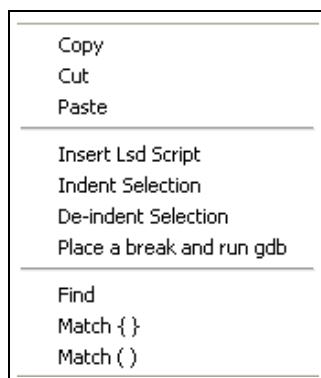 Copy
Cut
Paste
Insert Lsd Script
Indent Selection
De-indent Selection
Place a break and run gdb
Find
Match { }
Match ( )